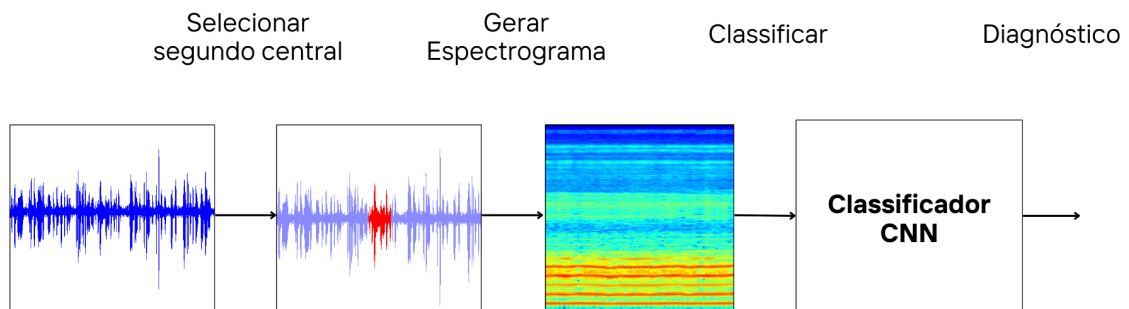 Selecionar
segundo central
Gerar
Espectrograma
Classificar
Diagnóstico
Classificador
CNN